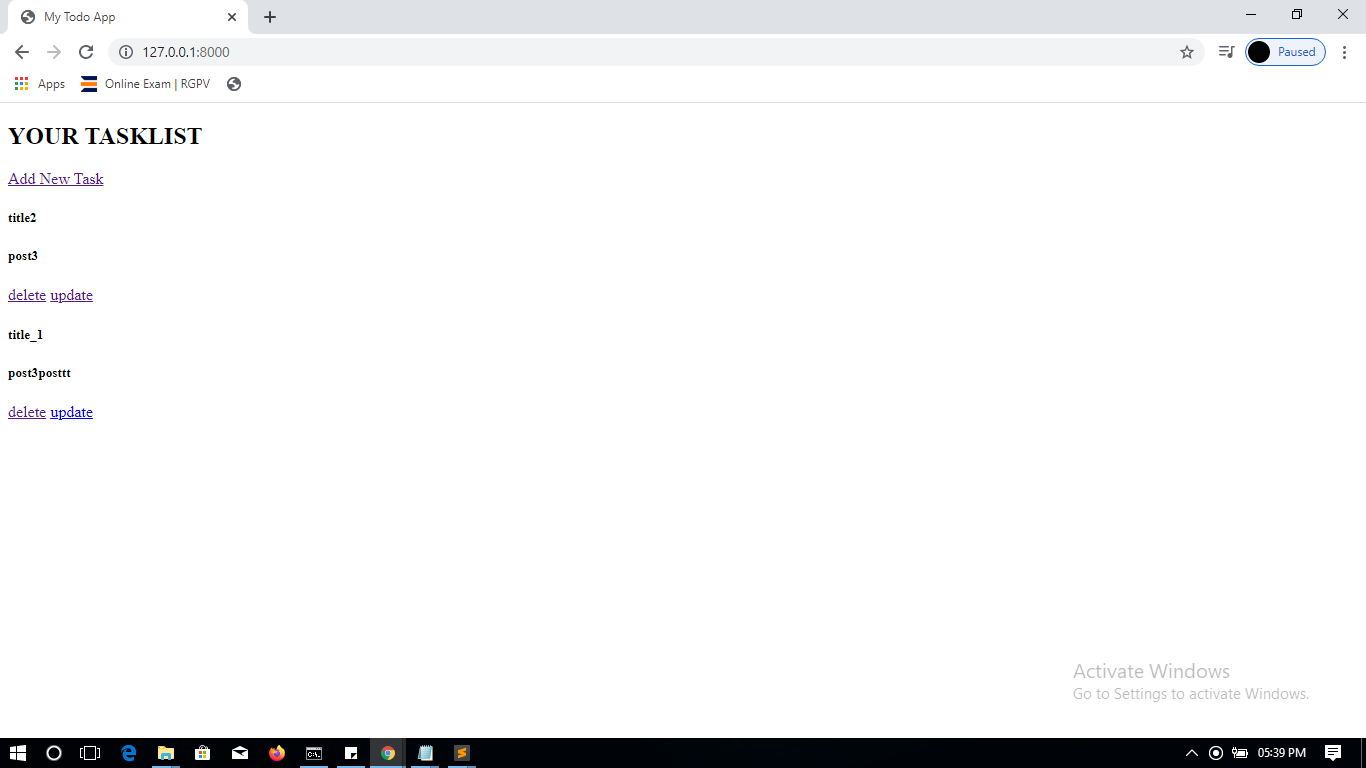 My Todo App
127.0.0.1:8000
Paused
Apps
Online Exam | RGPV
YOUR TASKLIST
Add New Task
title2
post3
delete update
title_1
post3posttt
delete update
Activate Windows
Go to Settings to activate Windows.
05:39 PM